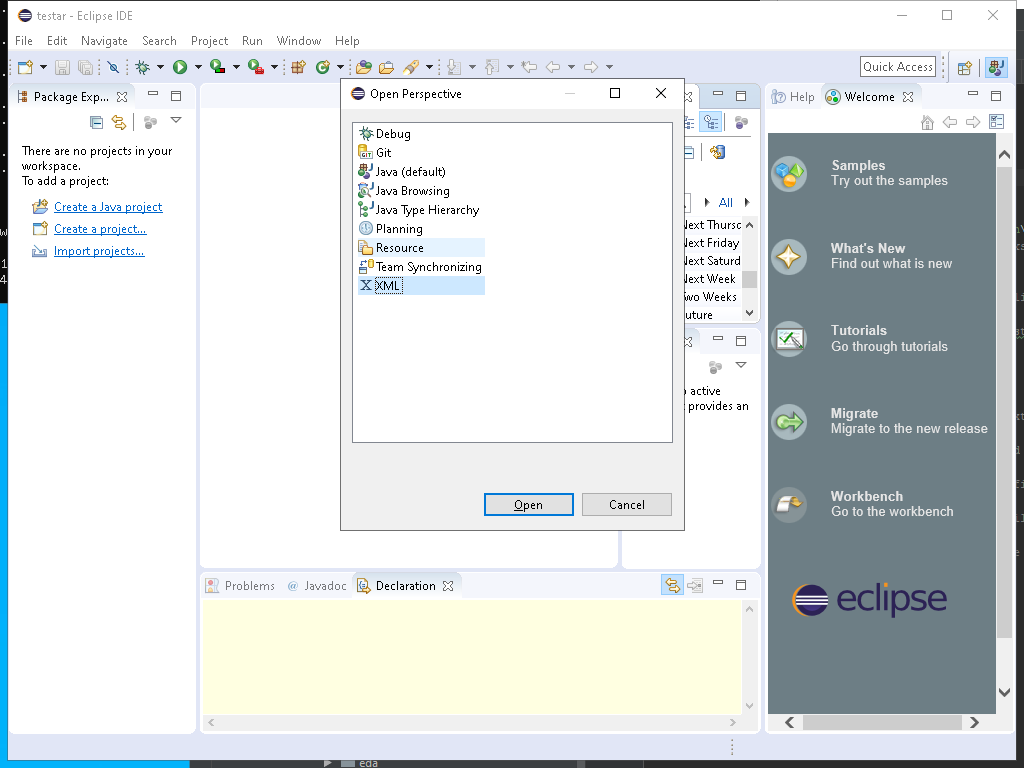 testar - Eclipse IDE
File Edit Navigate Search Project Run Window Help
Quick Access
Package Exp...
There are no projects in your
workspace.
To add a project:
Create a Java project
Create a project...
Import projects...
Open Perspective
Debug
GIT
Git
Java (default)
Java Browsing
Java Type Hierarchy
Planning
Resource
Team Synchronizing
XML
Open
Cancel
All
Next Thursd
Next Friday
Next Saturd
Next Week
Two Weeks
uture
active
provides an
Help
Welcome
Samples
Try out the samples
What's New
Find out what is new
Tutorials
Go through tutorials
Migrate
Migrate to the new release
Workbench
Go to the workbench
eclipse
Problems
@ Javadoc
Declaration
eda